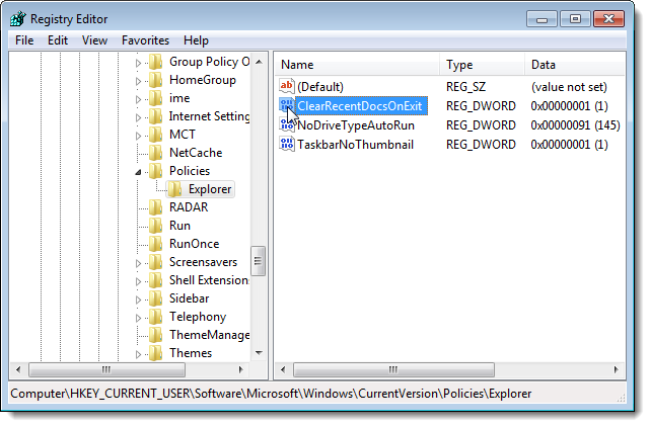 Registry Editor
File Edit View Favorites Help
Group Policy O
HomeGroup
ime
Internet Setting
MCT
NetCache
Policies
Explorer
RADAR
Run
RunOnce
Screensavers
Shell Extension
Sidebar
Telephony
ThemeManage
Themes
Name Type Data
(Default) REG_SZ (value not set)
ClearRecentDocsOnExit REG_DWORD 0x00000001 (1)
NoDriveTypeAutoRun REG_DWORD 0x00000091 (145)
TaskbarNoThumbnail REG_DWORD 0x00000001 (1)
Computer\HKEY_CURRENT_USER\Software\Microsoft\Windows\CurrentVersion\Policies\Explorer